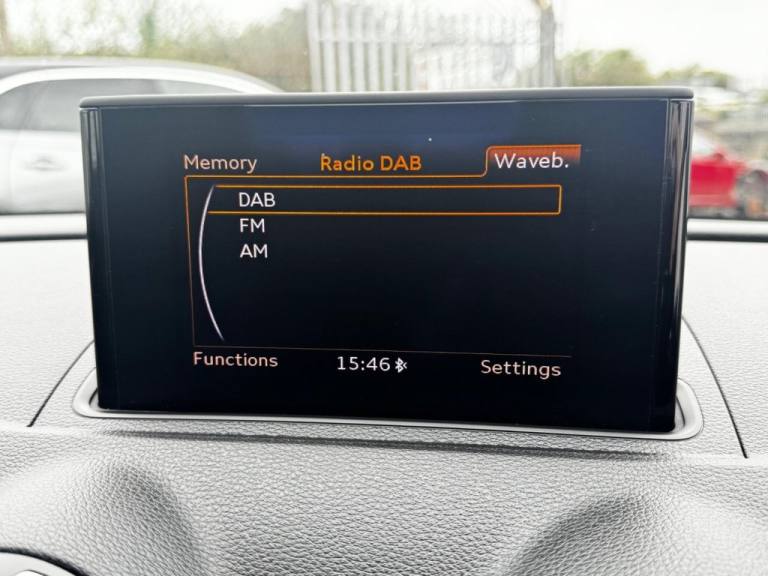 Memory Radio DAB Waveb.
DAB
FM
AM
Functions 15:46 Settings